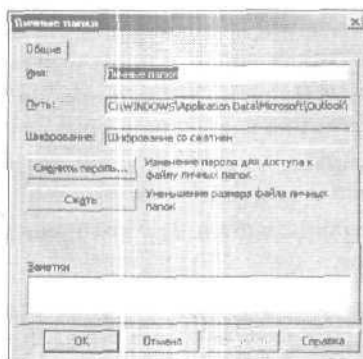 Личные папки
Общие
Имя: Личные папки
Путь: C:\WINDOWS\Application Data\Microsoft\Outlook\
Шифрование: Шифрование со сжатием
Сменить пароль... Изменение пароля для доступа к
файлу личных папок
Сжать Уменьшение размера файла личных
папок
Заметки
ОК Отмена Справка